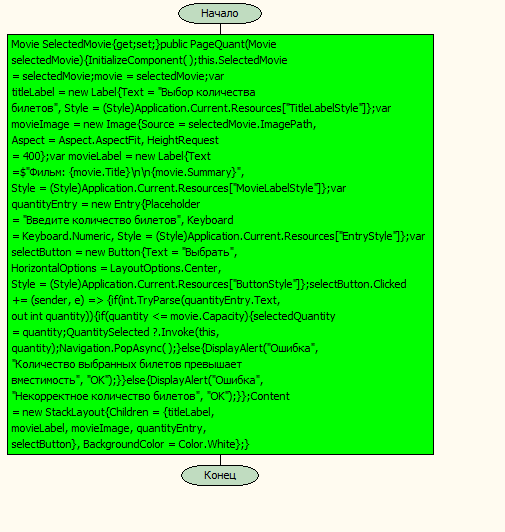 Начало
Movie SelectedMovie{get;set;}public PageQuant(Movie
selectedMovie){InitializeComponent();this.SelectedMovie
= selectedMovie;movie = selectedMovie;var
titleLabel = new Label{Text = "Выбор количества
билетов", Style = (Style)Application.Current.Resources["TitleLabelStyle"]};var
movieImage = new Image{Source = selectedMovie.ImagePath,
Aspect = Aspect.AspectFit, HeightRequest
= 400};var movieLabel = new Label{Text
=$"Фильм: {movie.Title}\n\n{movie.Summary}",
Style = (Style)Application.Current.Resources["MovieLabelStyle"]};var
quantityEntry = new Entry{Placeholder
= "Введите количество билетов", Keyboard
= Keyboard.Numeric, Style = (Style)Application.Current.Resources["EntryStyle"]};var
selectButton = new Button{Text = "Выбрать",
HorizontalOptions = LayoutOptions.Center,
Style = (Style)Application.Current.Resources["ButtonStyle"]};selectButton.Clicked
+= (sender, e) => {if(int.TryParse(quantityEntry.Text,
out int quantity)){if(quantity <= movie.Capacity){selectedQuantity
= quantity;QuantitySelected ?.Invoke(this,
quantity);Navigation.PopAsync();}else{DisplayAlert("Ошибка",
"Количество выбранных билетов превышает
вместимость", "OK");}}else{DisplayAlert("Ошибка",
"Некорректное количество билетов", "OK");}};Content
= new StackLayout{Children = {titleLabel,
movieLabel, movieImage, quantityEntry,
selectButton}, BackgroundColor = Color.White};}
Конец